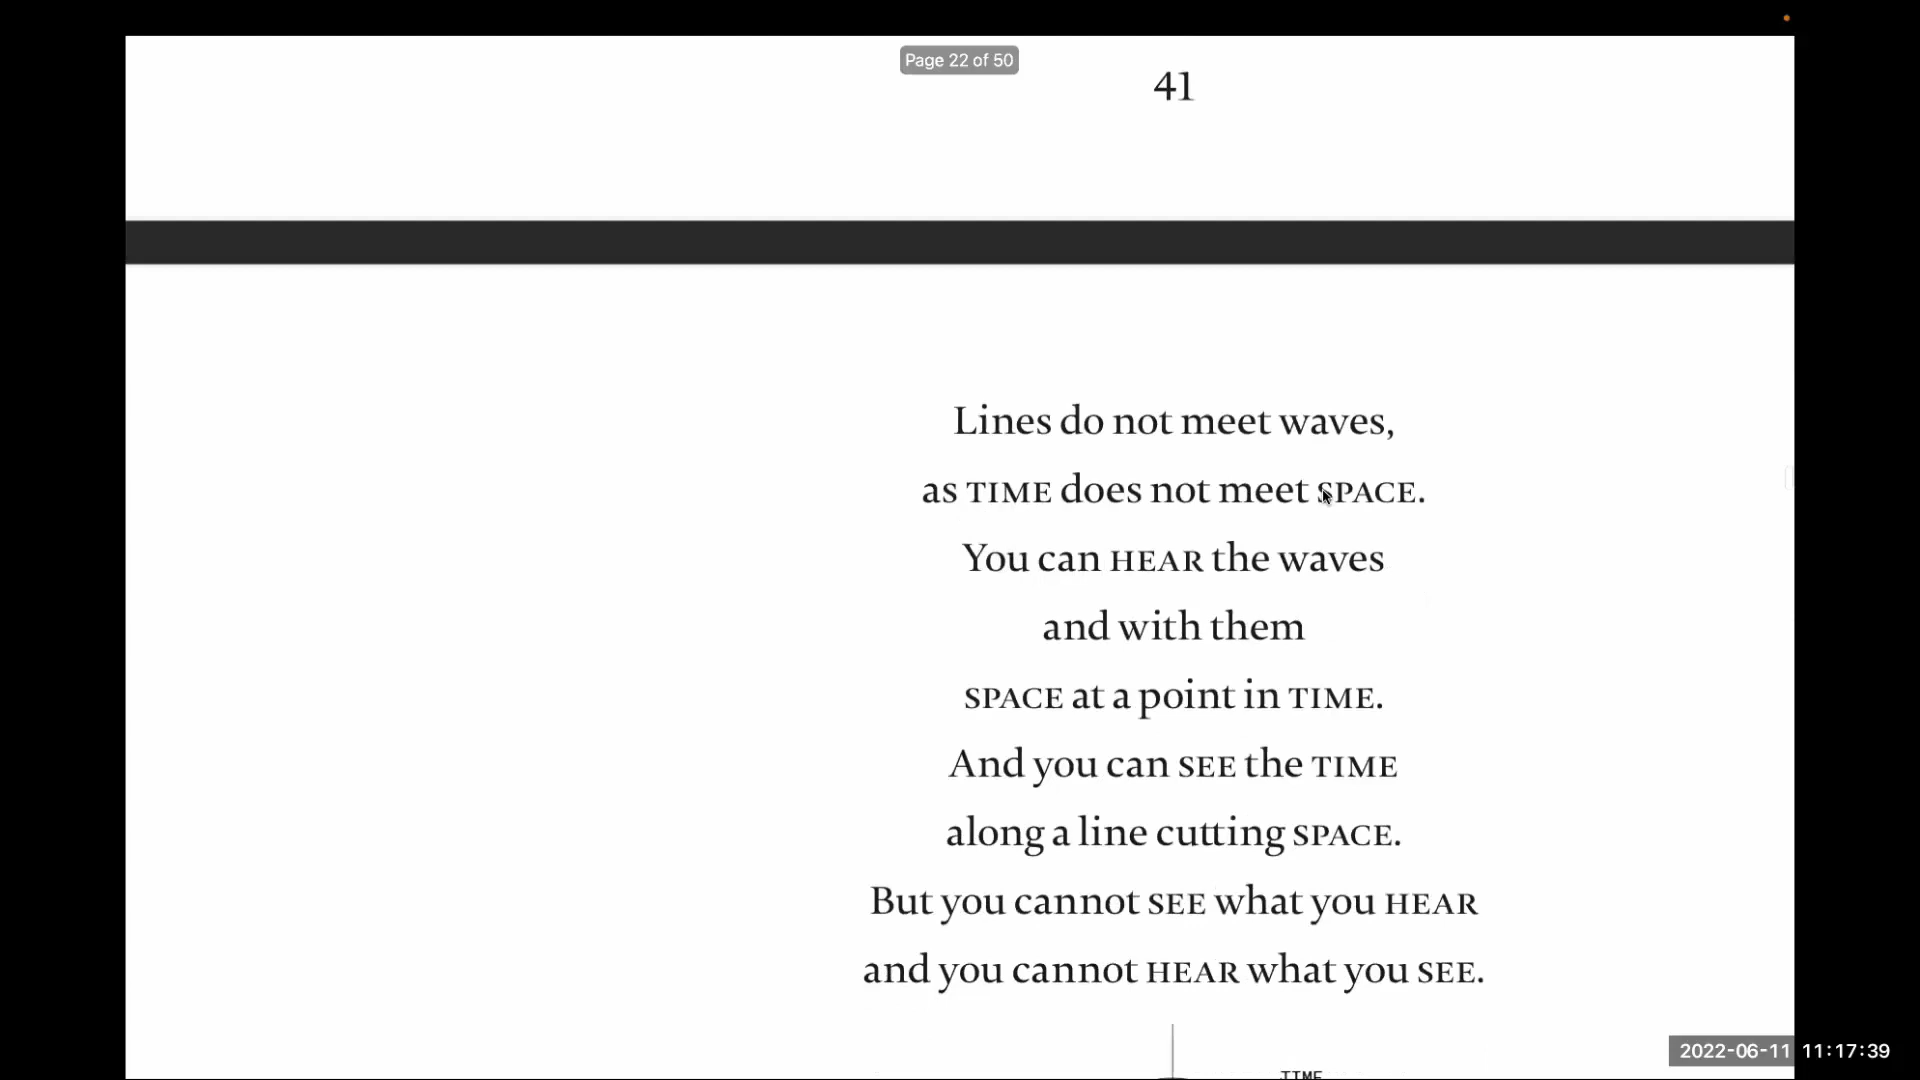 Page 22 of 50
41
Lines do not meet waves,
as TIME does not meet SPACE.
You can HEAR the waves
and with them
SPACE at a point in TIME.
And you can SEE the TIME
along a line cutting SPACE.
But you cannot SEE what you HEAR
and you cannot HEAR what you SEE.
TIME
2022-06-11 11:17:39